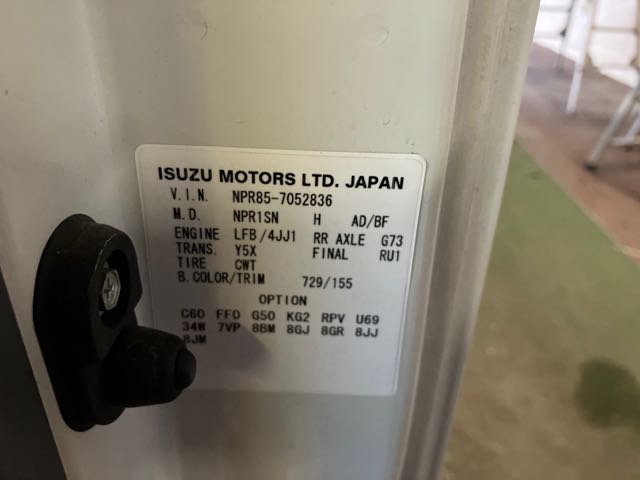 ISUZU MOTORS LTD. JAPAN
V.I.N. NPR85-7052836
M.D. NPR1SN H AD/BF
ENGINE LFB/4JJ1 RR AXLE G73
TRANS. Y5X FINAL RU1
TIRE CWT
B.COLOR/TRIM 729/155
OPTION
C60 FF0 G50 KG2 RPV U69
34W 7VP 8BM 8GJ 8GR 8JJ
8JM